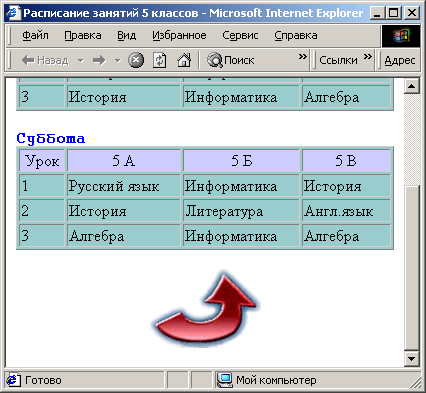 Расписание занятий 5 классов - Microsoft Internet Explorer
Файл Правка Вид Избранное Сервис Справка
Назад Поиск » Ссылки » Адрес
3 История Информатика Алгебра
Суббота
Урок 5 А 5 Б 5 В
1 Русский язык Информатика История
2 История Литература Англ.язык
3 Алгебра Информатика Алгебра
Готово Мой компьютер